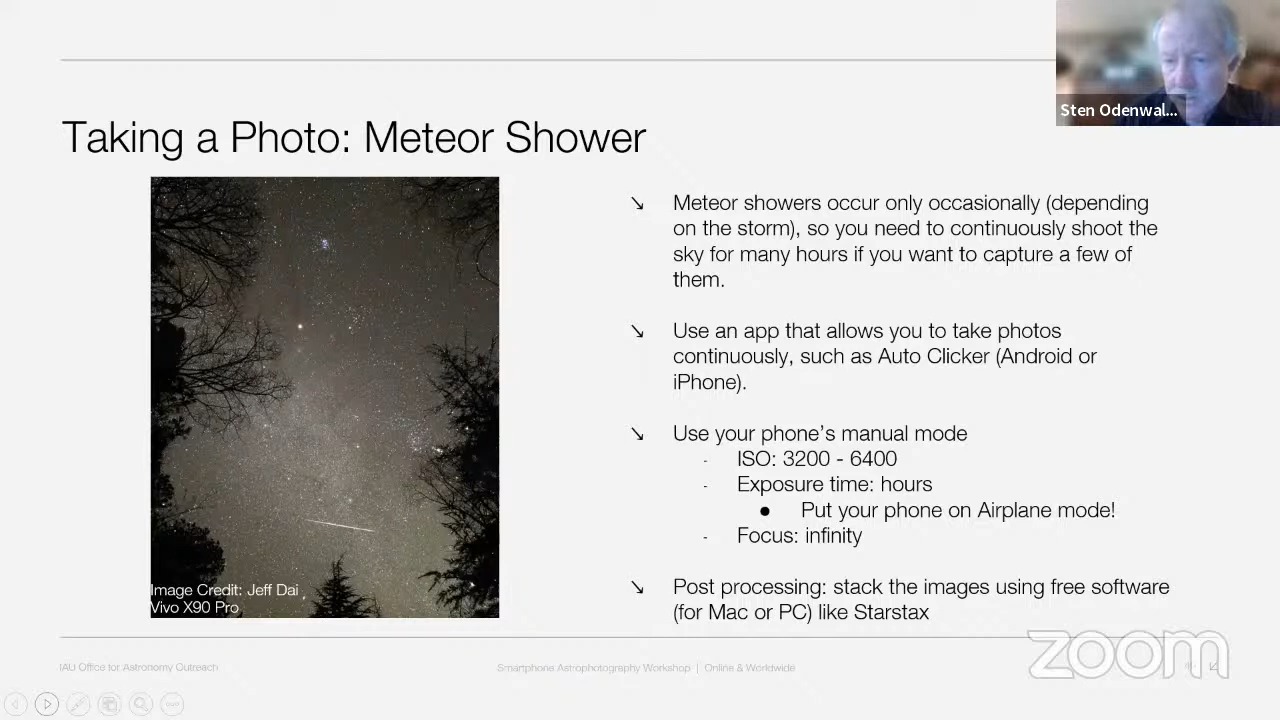 Sten Odenwal...
Taking a Photo: Meteor Shower
↘ Meteor showers occur only occasionally (depending
on the storm), so you need to continuously shoot the
sky for many hours if you want to capture a few of
them.
↘ Use an app that allows you to take photos
continuously, such as Auto Clicker (Android or
iPhone).
↘ Use your phone’s manual mode
- ISO: 3200 - 6400
- Exposure time: hours
● Put your phone on Airplane mode!
- Focus: infinity
↘ Post processing: stack the images using free software
(for Mac or PC) like Starstax
Image Credit: Jeff Dai
Vivo X90 Pro
IAU Office for Astronomy Outreach
Smartphone Astrophotography Workshop | Online & Worldwide
zoom